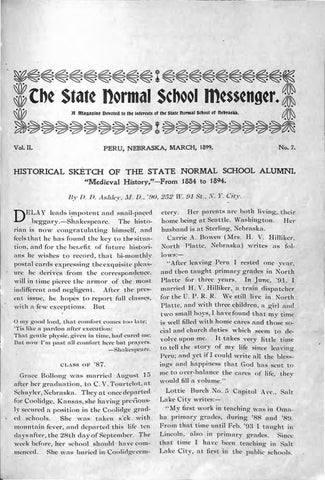 The State Normal School Messenger.
A Magazine Devoted to the interests of the State Normal School of Nebraska.
Vol. II. PERU, NEBRASKA, MARCH, 1899. No. 7.
HISTORICAL SKETCH OF THE STATE NORMAL SCHOOL ALUMNI.
"Medieval History,"—From 1884 to 1894.
By D. D. Ashley, M. D., '90, 252 W. 91 St., N. Y. City.
DELAY leads impotent and snail-paced
beggary.—Shakespeare. The histo-
rian is now congratulating himself, and
feels that he has found the key to the situa-
tion, and for the benefit of future histori-
ans he wishes to record, that bi-monthly
postal cards expressing the exquisite pleas-
ure he derives from the correspondence,
will in time pierce the armor of the most
indifferent and negligent. After the pres-
ent issue, he hopes to report full classes,
with a few exceptions. But
O my good lord, that comfort comes too late;
'Tis like a pardon after execution:
That gentle physic, given in time, had cured me:
But now I'm past all comfort here but prayers.
—Shakespeare.
CLASS OF '87.
Grace Bollong was married August 15
after her graduation, to C. V. Tourtelot, at
Schuyler, Nebraska. They at once departed
for Coolidge, Kansas, she having previous-
ly secured a position in the Coolidge grad-
ed schools. She was taken sick with
mountain fever, and departed this life ten
days after, the 28th day of September. The
week before, her school should have com-
menced. She was buried in Coolidge cem-
etery. Her parents are both living, their
home being at Seattle, Washington. Her
husband is at Sterling, Nebraska.
Carrie A. Bowen (Mrs. H. V. Hilliker,
North Platte, Nebraska) writes as fol-
lows:—
"After leaving Peru I rested one year,
and then taught primary grades in North
Platte for three years. In June, '91, I
married H. V. Hilliker, a train dispatcher
for the U. P. R. R. We still live in North
Platte, and with three children, a girl and
two small boys, I have found that my time
is well filled with home cares and those so-
cial and church duties which seem to de-
volve upon me. It takes very little time
to tell the story of my life since leaving
Peru; and yet if I could write all the bless-
ings and happiness that God has sent to
me to over-balance the cares of life, they
would fill a volume."
Lottie Burch No. 5 Capitol Ave., Salt
Lake City writes:—
"My first work in teaching was in Oma-
ha primary grades, during '88 and '89.
From that time until Feb. '93 I taught in
Lincoln, also in primary grades. Since
that time I have been teaching in Salt
Lake City, at first in the public schools.